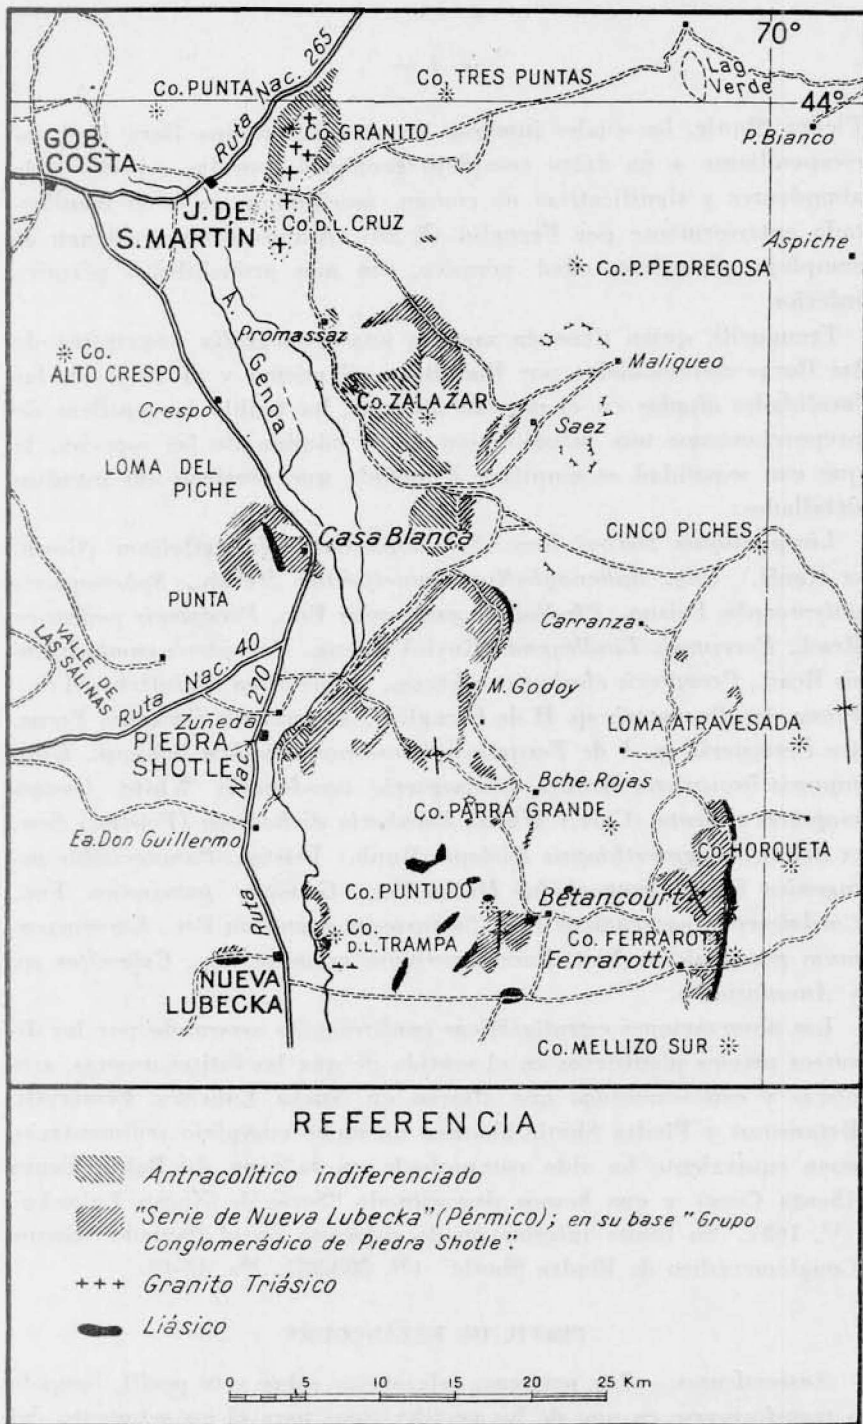 70°
Lag.
Verde
Co. TRES PUNTAS
Co. PUNTA
Ruta Nac. 265
44°
Co. GRANITO
P. Bianco
GOB.
COSTA
J. DE
S. MARTÍN
Co D.L. CRUZ
Aspiche
Co. P. PEDREGOSA
A. Genoa
Promassaz
Maliqueo
Co.
ALTO CRESPO
Crespo
Co. ZALAZAR
Saez
LOMA DEL
PICHE
Casa Blanca
CINCO PICHES
PUNTA
Carranza
VALLE DE
LAS SALINAS
Ruta Nac. 40
M. Godoy
Zuñeda
LOMA ATRAVESADA
PIEDRA
SHOTLE
Bche. Rojas
Co. PARRA GRANDE
Ea. Don Guillermo
Co. HORQUETA
Co. PUNTUDO
Betancourt
Ruta Nac. 270
Co.
D.L. TRAMPA
Co. FERRAROTTI
Ferrarotti
NUEVA
LUBECKA
Co. MELLIZO SUR
REFERENCIA
Antracolítico indiferenciado
"Serie de Nueva Lubecka" (Pérmico); en su base "Grupo
Conglomerádico de Piedra Shotle".
+++ Granito Triásico
Liásico
0 5 10 15 20 25 Km